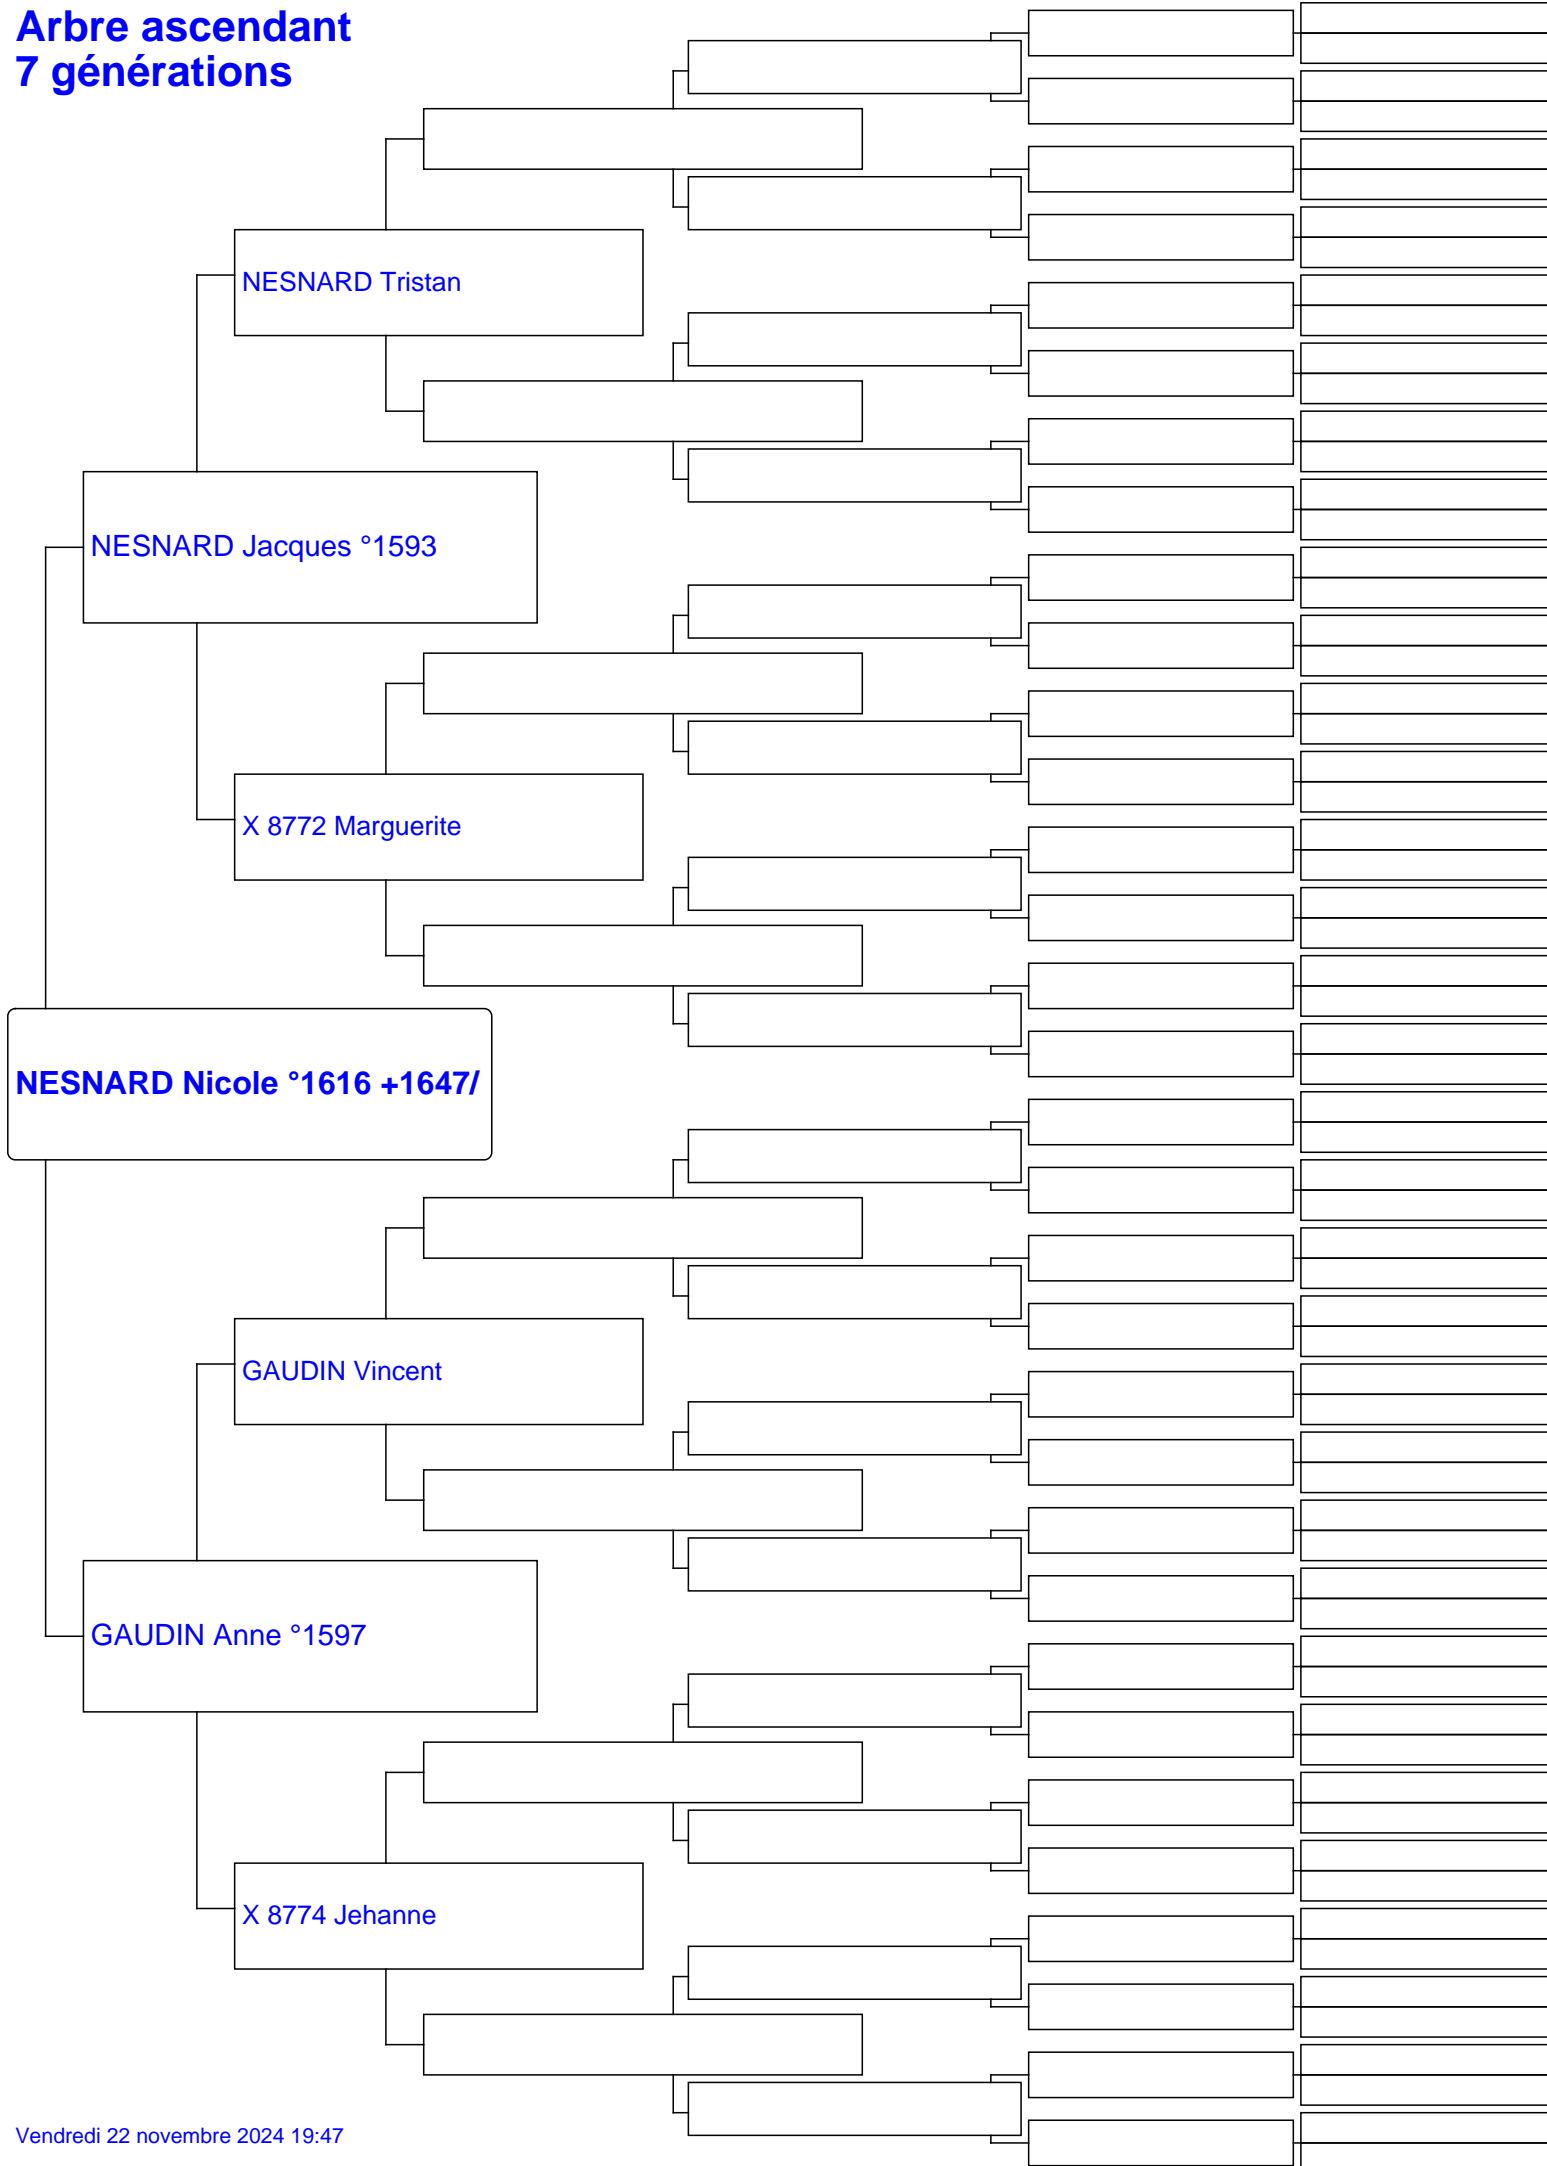 Arbre ascendant
7 générations
NESNARD Tristan
NESNARD Jacques °1593
X 8772 Marguerite
NESNARD Nicole °1616 +1647/
GAUDIN Vincent
GAUDIN Anne °1597
X 8774 Jehanne
Vendredi 22 novembre 2024 19:47